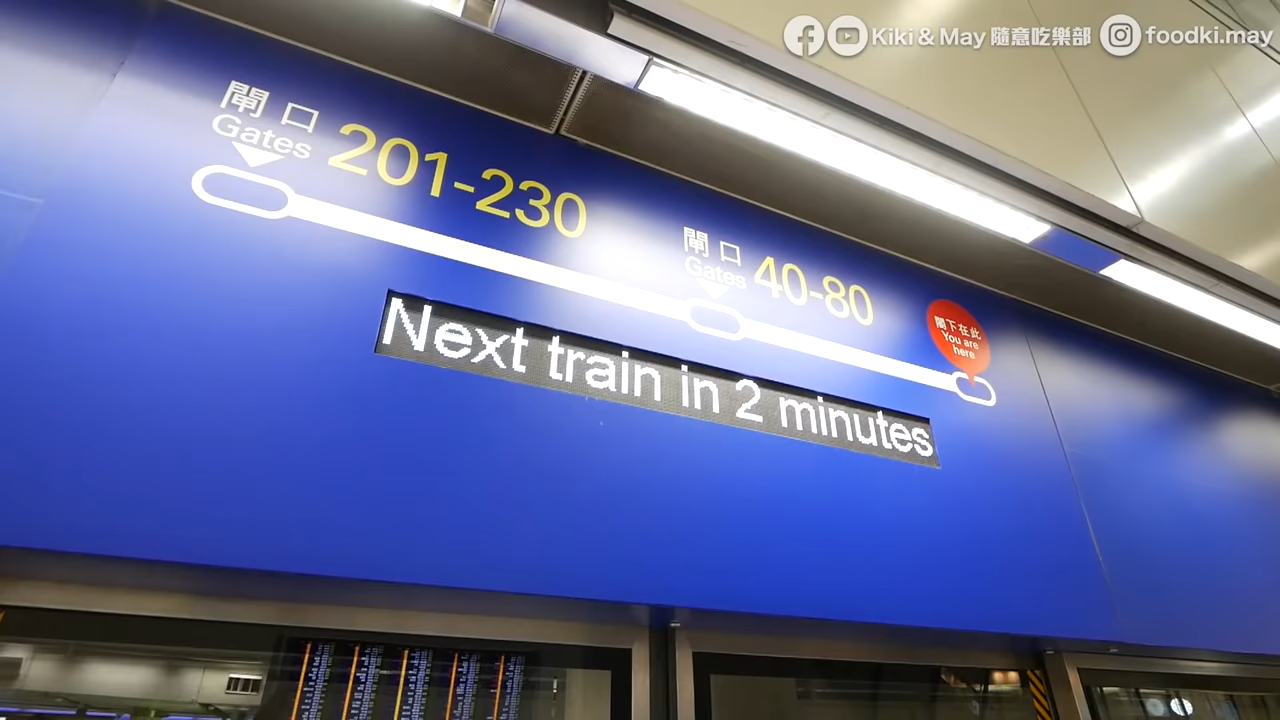 Kiki & May 隨意吃樂部 foodki.may
閘口
Gates
201-230
閘口
Gates
40-80
閣下在此
You are
here
Next train in 2 minutes